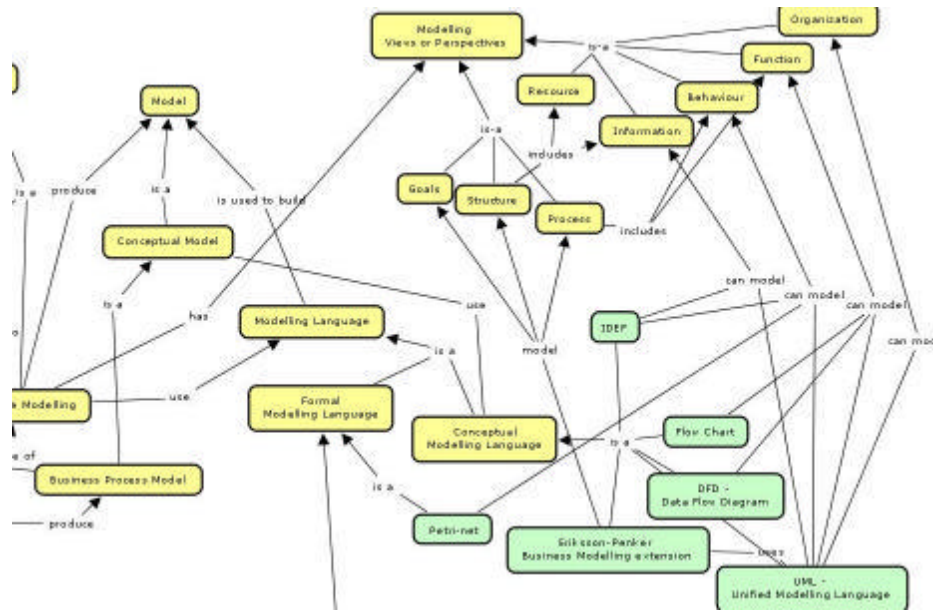 Organization
Modelling
Views or Perspectives
is-a
Function
Resource
Behaviour
Model
Information
is-a
includes
is a
produce
is a
is used to build
Goals
Structure
Process
includes
Conceptual Model
can model
can model
is a
use
can model
has
Modelling Language
IDEF
can mo
model
is a
use
Modelling
Formal
Modelling Language
Conceptual
Modelling Language
Flow Chart
is a
e of
Business Process Model
is a
DFD -
Data Flow Diagram
produce
Petri-net
Eriksson-Penker
Business Modelling extension
uses
UML -
Unified Modelling Language